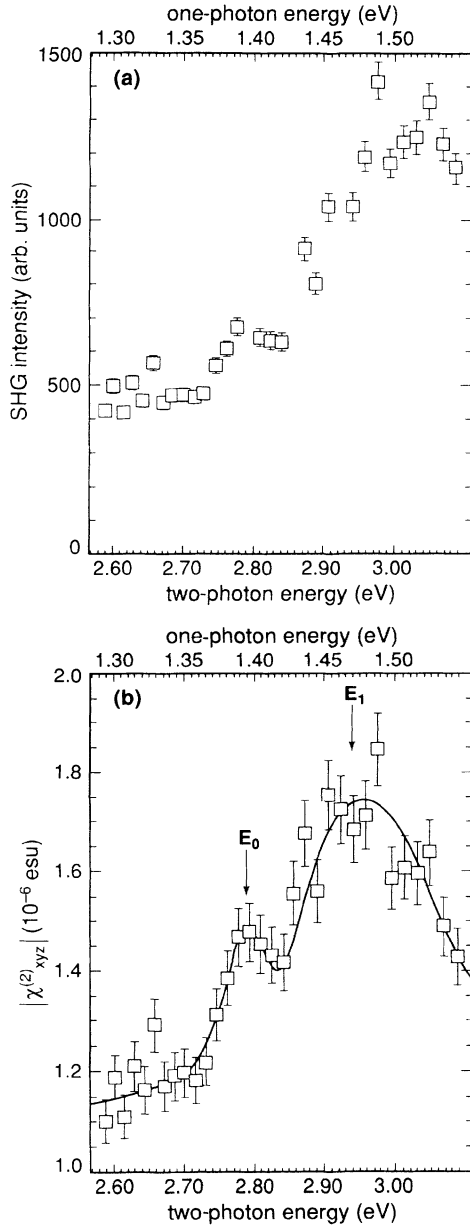 one-photon energy (eV)
1.30 1.35 1.40 1.45 1.50
(a)
1500
1000
500
0
SHG intensity (arb. units)
2.60 2.70 2.80 2.90 3.00
two-photon energy (eV)
one-photon energy (eV)
1.30 1.35 1.40 1.45 1.50
(b)
E₁
E₀
2.0
1.8
1.6
1.4
1.2
1.0
|χ⁽²⁾xyz| (10⁻⁶ esu)
2.60 2.70 2.80 2.90 3.00
two-photon energy (eV)